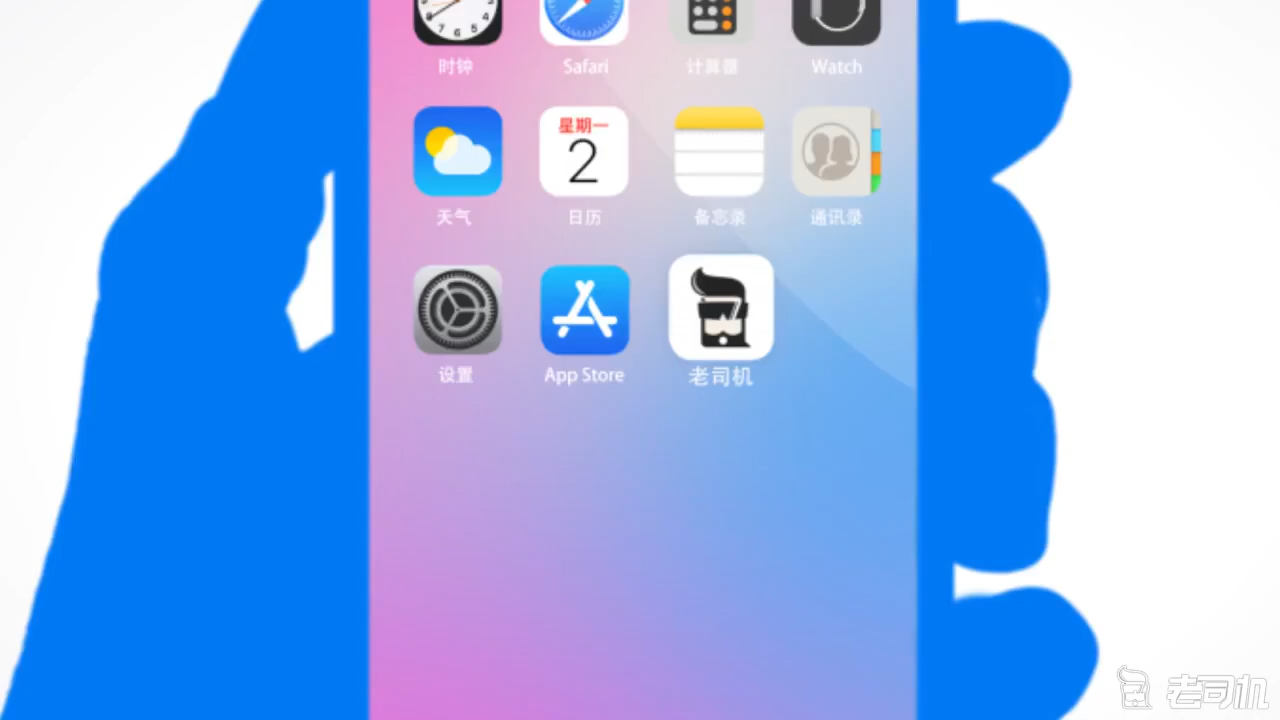 时钟
Safari
计算器
Watch
天气
星期一
2
日历
备忘录
通讯录
设置
App Store
老司机
老司机